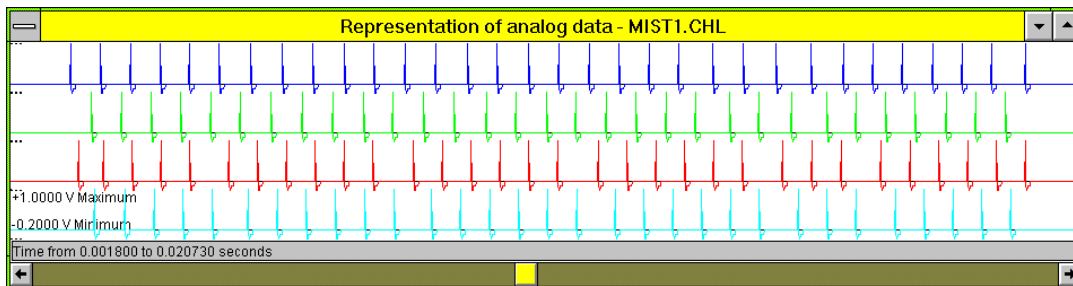 Representation of analog data - MIST1.CHL
+1.0000 V Maximum
-0.2000 V Minimum
Time from 0.001800 to 0.020730 seconds